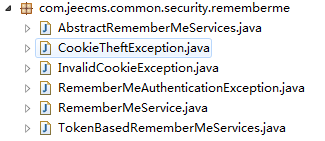 com.jeecms.common.security.rememberme
AbstractRememberMeServices.java
CookieTheftException.java
InvalidCookieException.java
RememberMeAuthenticationException.java
RememberMeService.java
TokenBasedRememberMeServices.java